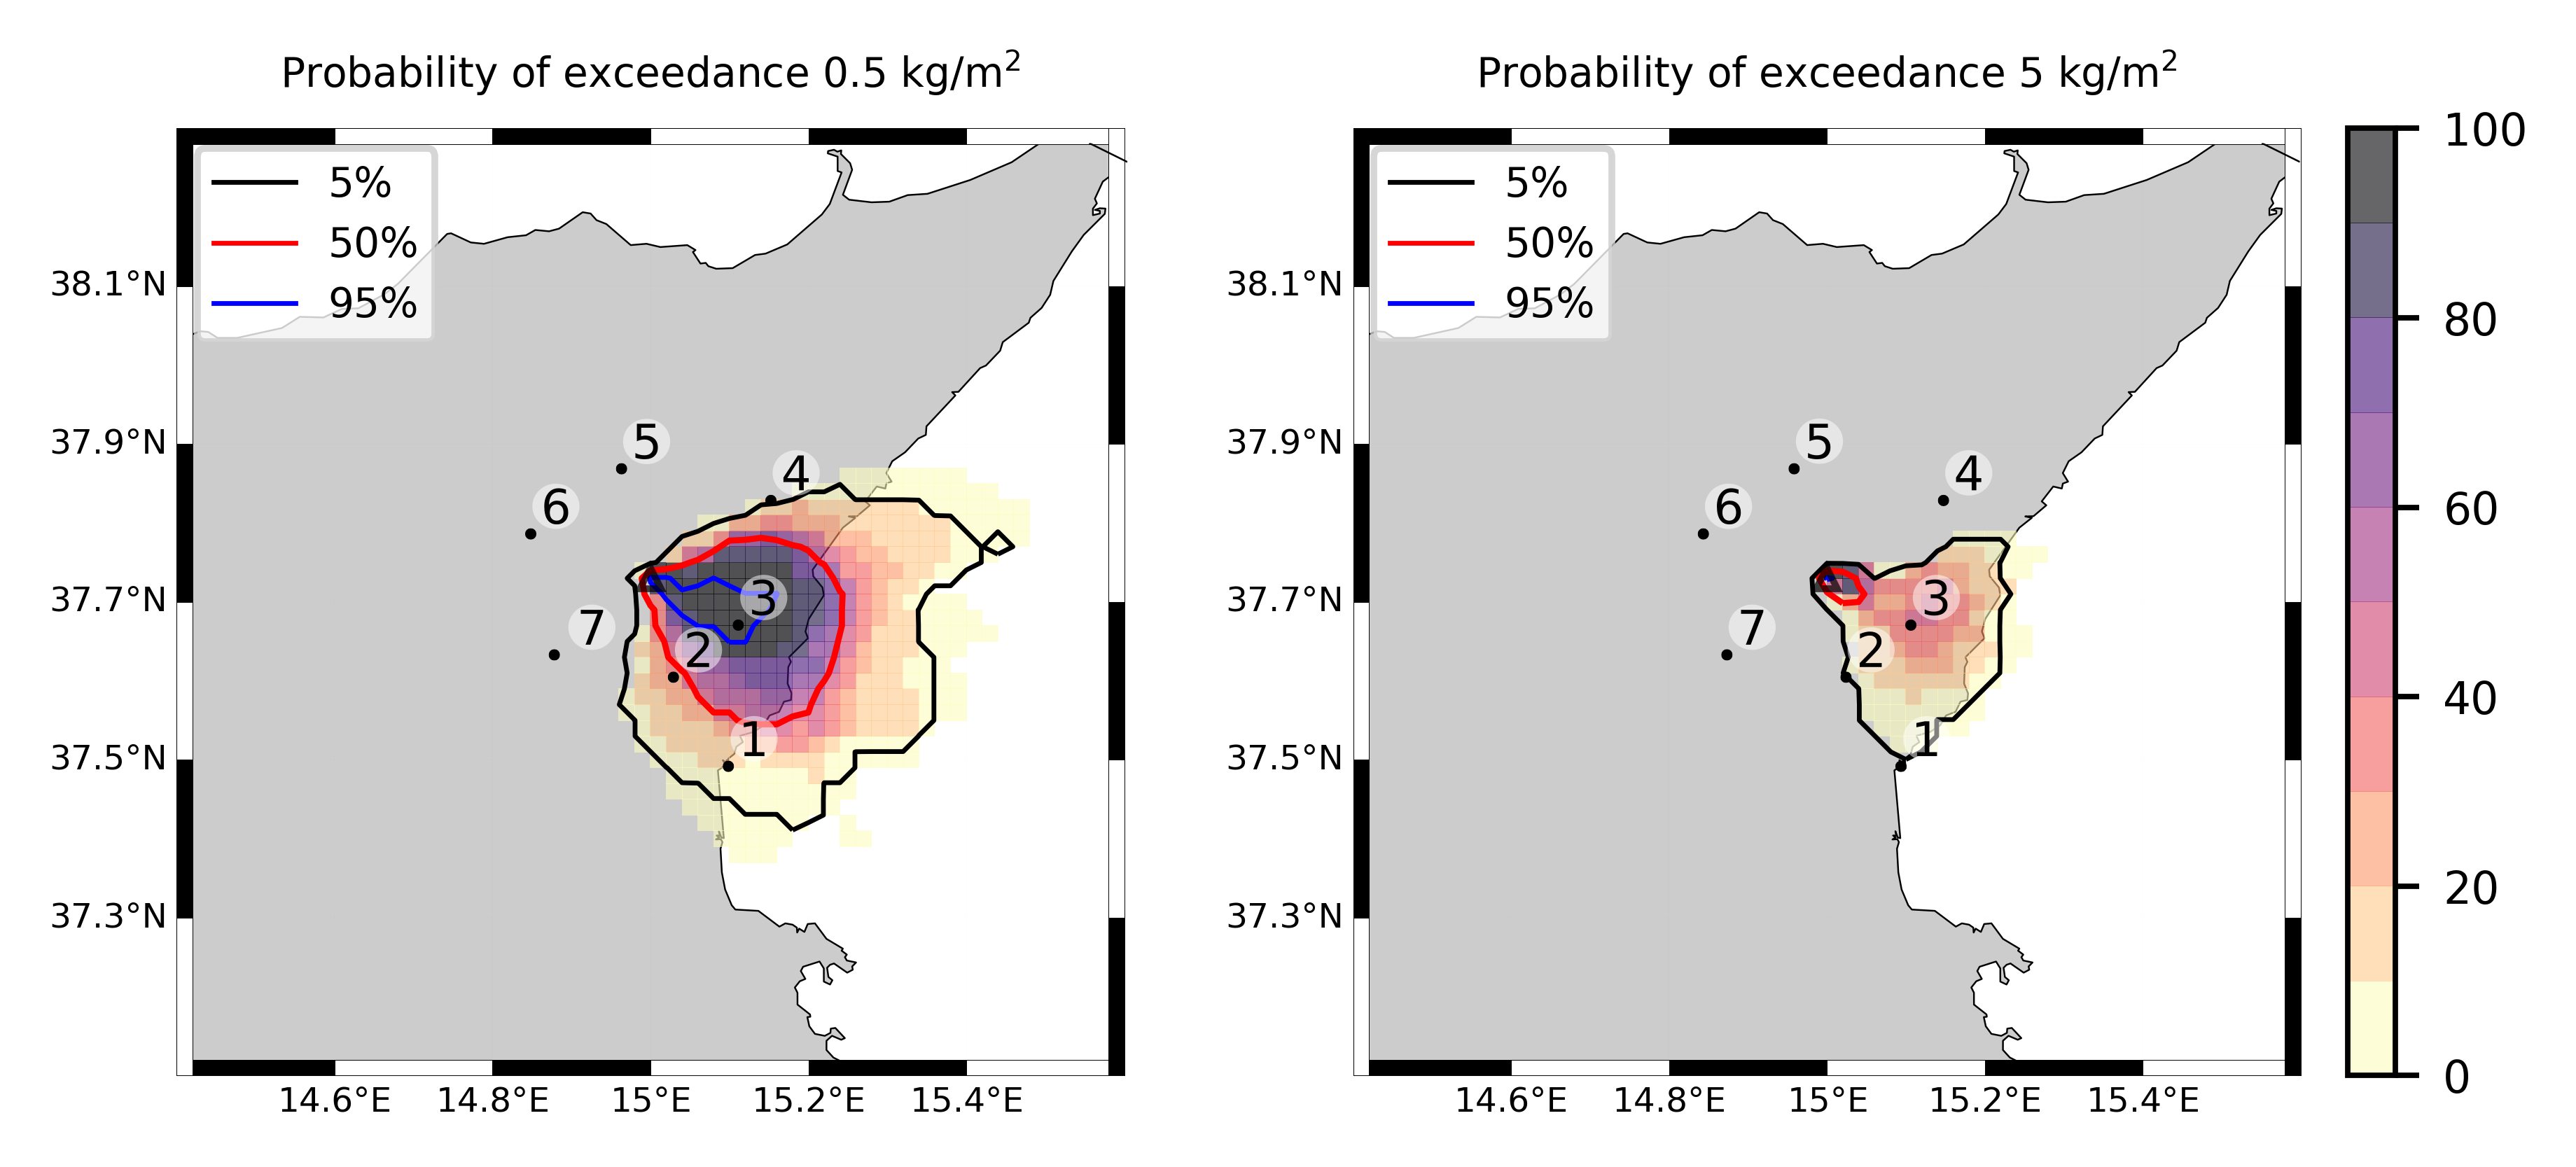 Probability of exceedance 0.5 kg/m²
5%
50%
95%
38.1°N
37.9°N
37.7°N
37.5°N
37.3°N
14.6°E 14.8°E 15°E 15.2°E 15.4°E
5
4
6
3
7
2
1
Probability of exceedance 5 kg/m²
5%
50%
95%
38.1°N
37.9°N
37.7°N
37.5°N
37.3°N
14.6°E 14.8°E 15°E 15.2°E 15.4°E
5
4
6
3
7
2
1
100
80
60
40
20
0